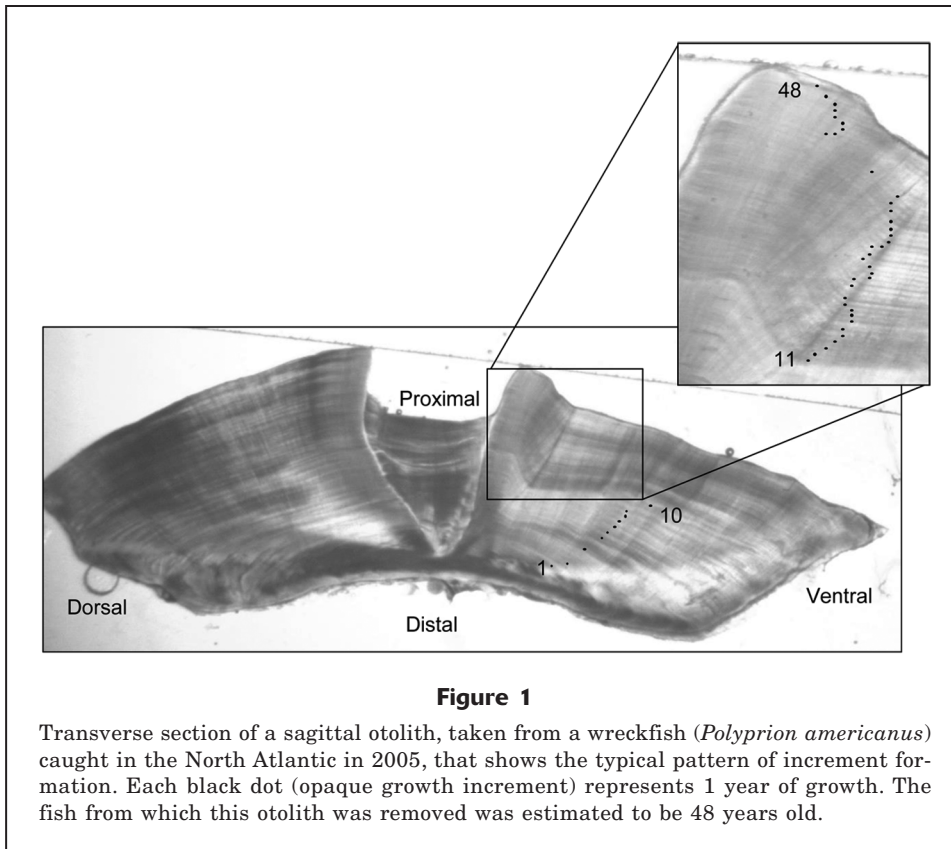 48
11
Proximal
10
1
Dorsal
Distal
Ventral
Figure 1
Transverse section of a sagittal otolith, taken from a wreckfish (Polyprion americanus)
caught in the North Atlantic in 2005, that shows the typical pattern of increment for-
mation. Each black dot (opaque growth increment) represents 1 year of growth. The
fish from which this otolith was removed was estimated to be 48 years old.